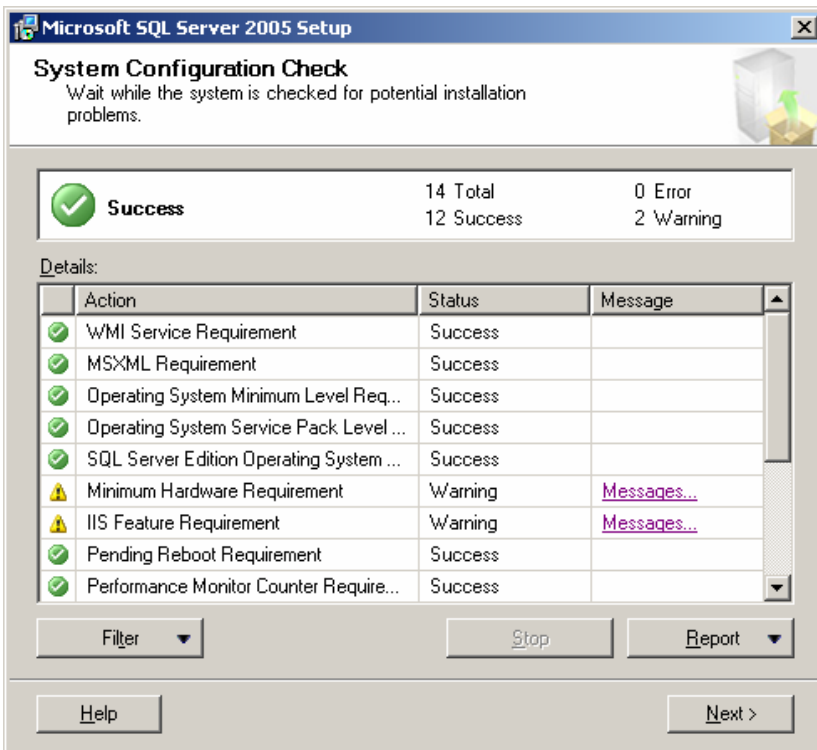 Microsoft SQL Server 2005 Setup
System Configuration Check
Wait while the system is checked for potential installation
problems.
Success
14 Total
0 Error
12 Success
2 Warning
Details:
Action Status Message
WMI Service Requirement Success
MSXML Requirement Success
Operating System Minimum Level Req... Success
Operating System Service Pack Level ... Success
SQL Server Edition Operating System ... Success
Minimum Hardware Requirement Warning Messages...
IIS Feature Requirement Warning Messages...
Pending Reboot Requirement Success
Performance Monitor Counter Require... Success
Filter Stop Report
Help Next >